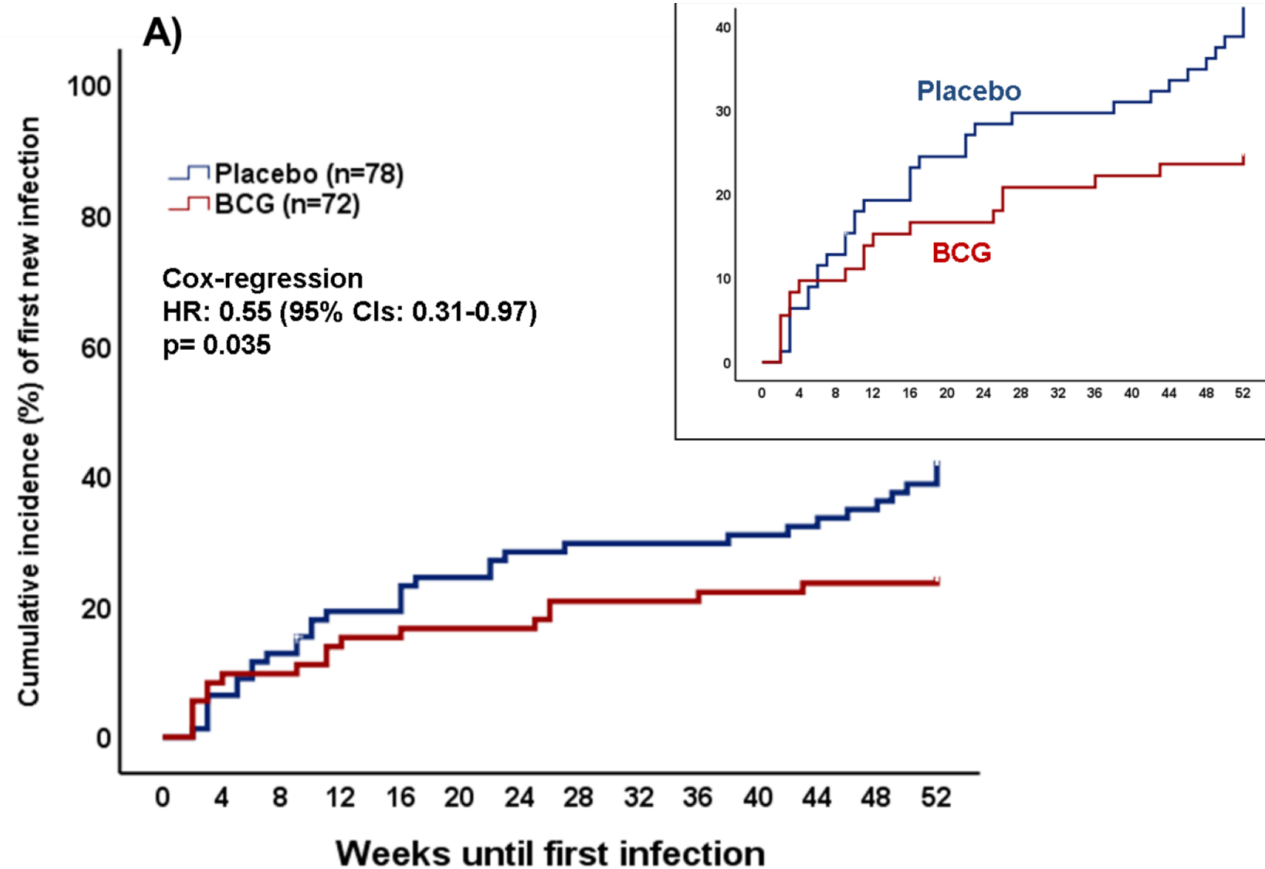 A)
Cumulative incidence (%) of first new infection
100
80
60
40
20
0
Placebo (n=78)
BCG (n=72)
Cox-regression
HR: 0.55 (95% CIs: 0.31-0.97)
p= 0.035
0 4 8 12 16 20 24 28 32 36 40 44 48 52
Weeks until first infection
40
30
20
10
0
Placebo
BCG
0 4 8 12 16 20 24 28 32 36 40 44 48 52